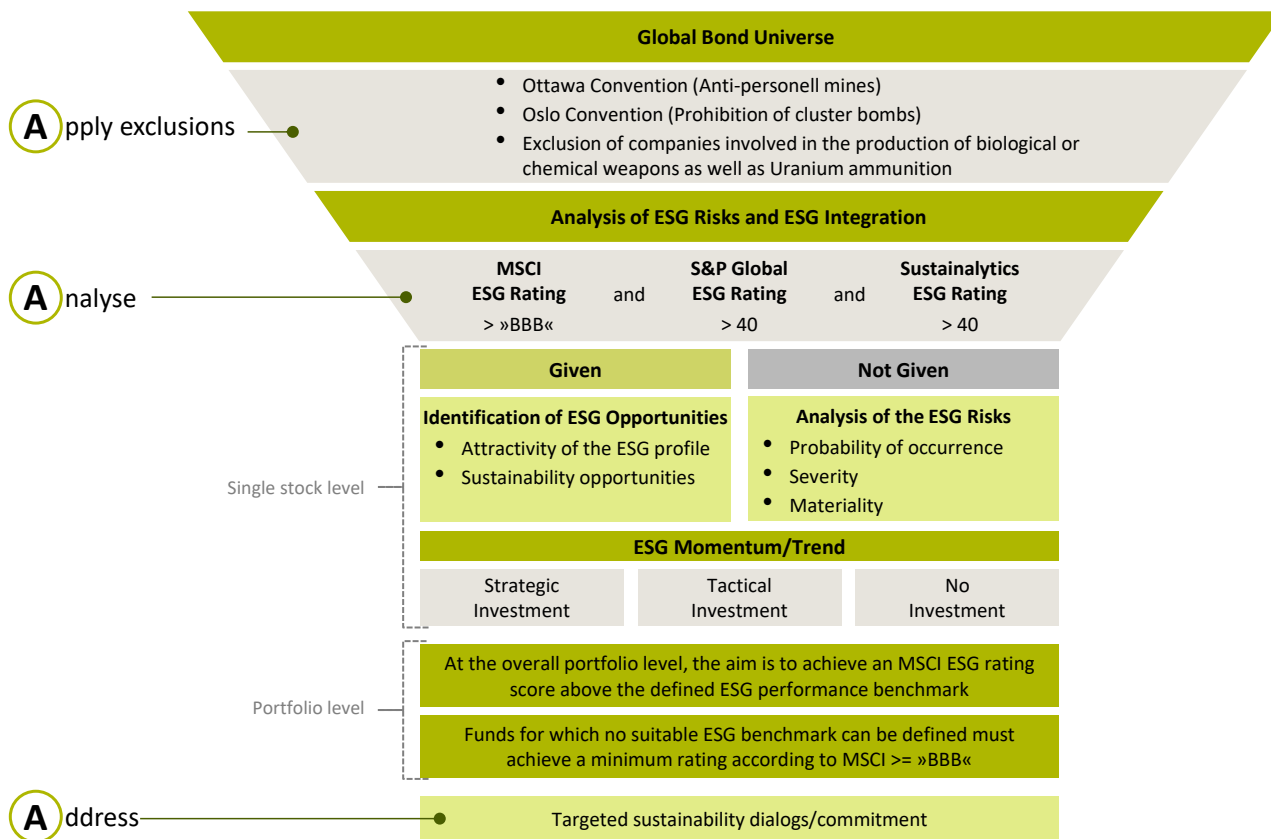 Global Bond Universe
Apply exclusions
• Ottawa Convention (Anti-personell mines)
• Oslo Convention (Prohibition of cluster bombs)
• Exclusion of companies involved in the production of biological or
chemical weapons as well as Uranium ammunition
Analysis of ESG Risks and ESG Integration
Analyse
MSCI
ESG Rating
> »BBB«
and
S&P Global
ESG Rating
> 40
and
Sustainalytics
ESG Rating
> 40
Single stock level
Given
Identification of ESG Opportunities
• Attractivity of the ESG profile
• Sustainability opportunities
Not Given
Analysis of the ESG Risks
• Probability of occurrence
• Severity
• Materiality
ESG Momentum/Trend
Strategic
Investment
Tactical
Investment
No
Investment
Portfolio level
At the overall portfolio level, the aim is to achieve an MSCI ESG rating
score above the defined ESG performance benchmark
Funds for which no suitable ESG benchmark can be defined must
achieve a minimum rating according to MSCI >= »BBB«
Address
Targeted sustainability dialogs/commitment